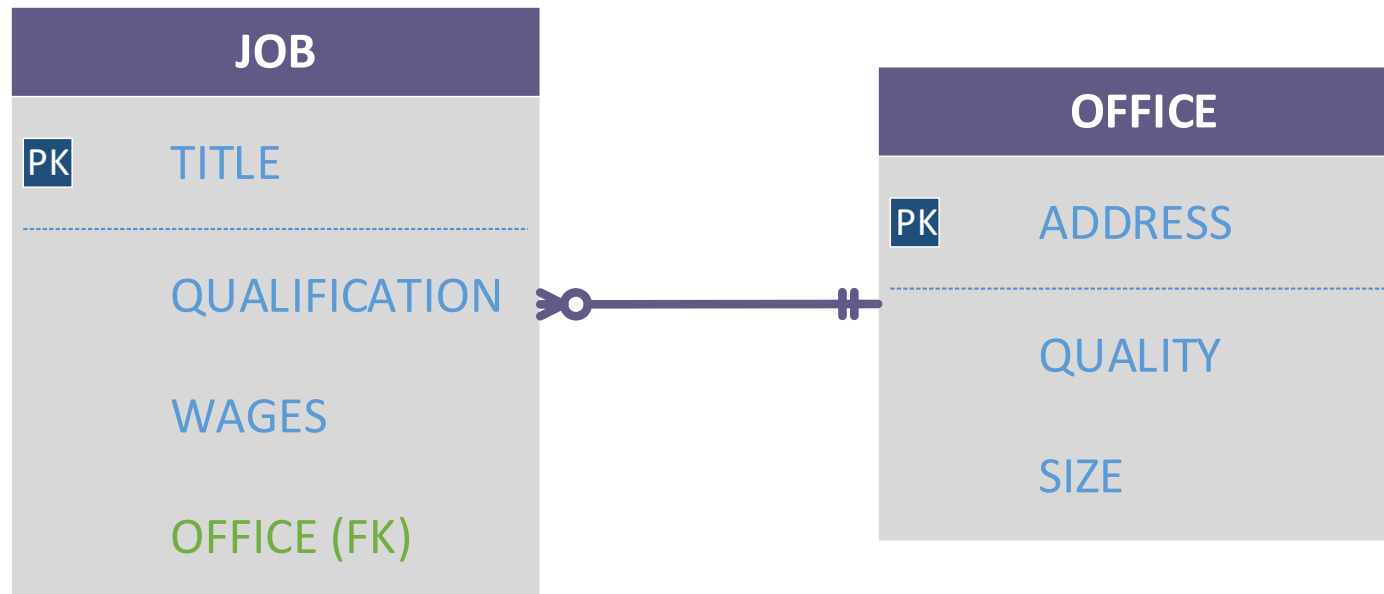 JOB
PK TITLE
QUALIFICATION
WAGES
OFFICE (FK)
OFFICE
PK ADDRESS
QUALITY
SIZE